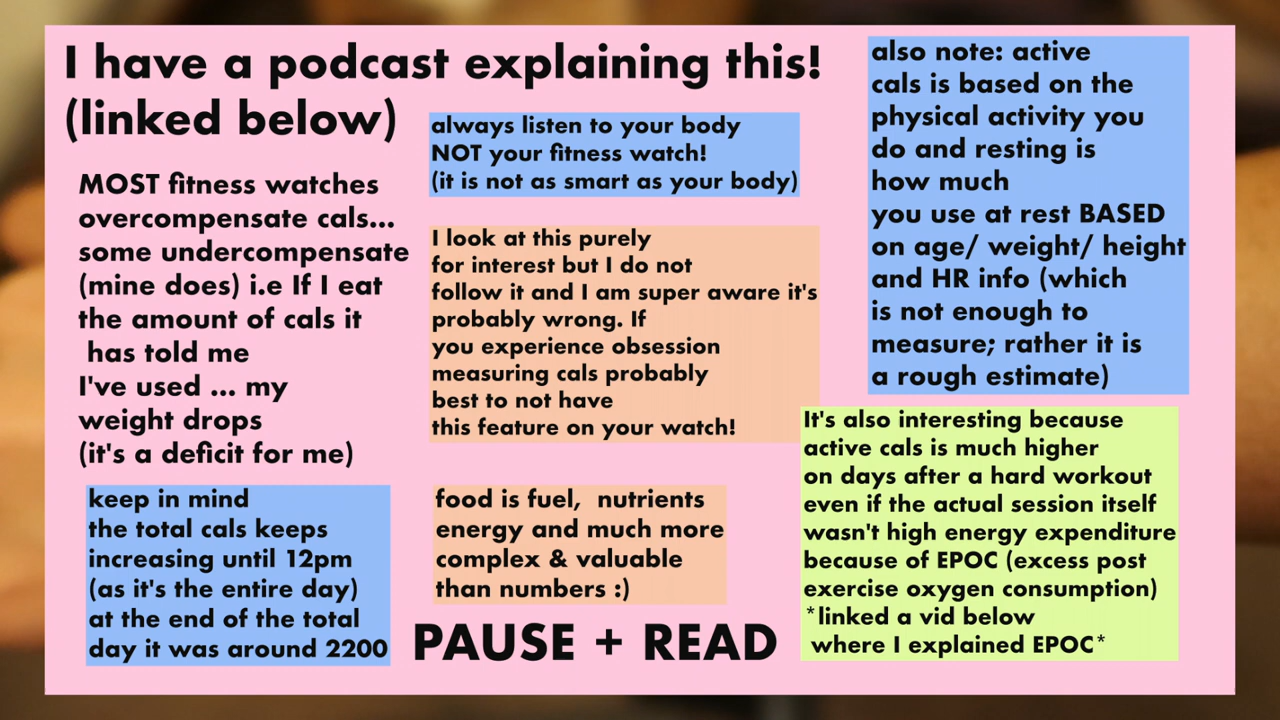 I have a podcast explaining this!
(linked below)
MOST fitness watches
overcompensate cals...
some undercompensate
(mine does) i.e If I eat
the amount of cals it
has told me
I've used ... my
weight drops
(it's a deficit for me)
keep in mind
the total cals keeps
increasing until 12pm
(as it's the entire day)
at the end of the total
day it was around 2200
always listen to your body
NOT your fitness watch!
(it is not as smart as your body)
I look at this purely
for interest but I do not
follow it and I am super aware it's
probably wrong. If
you experience obsession
measuring cals probably
best to not have
this feature on your watch!
food is fuel, nutrients
energy and much more
complex & valuable
than numbers :)
PAUSE + READ
also note: active
cals is based on the
physical activity you
do and resting is
how much
you use at rest BASED
on age/ weight/ height
and HR info (which
is not enough to
measure; rather it is
a rough estimate)
It's also interesting because
active cals is much higher
on days after a hard workout
even if the actual session itself
wasn't high energy expenditure
because of EPOC (excess post
exercise oxygen consumption)
*linked a vid below
where I explained EPOC*